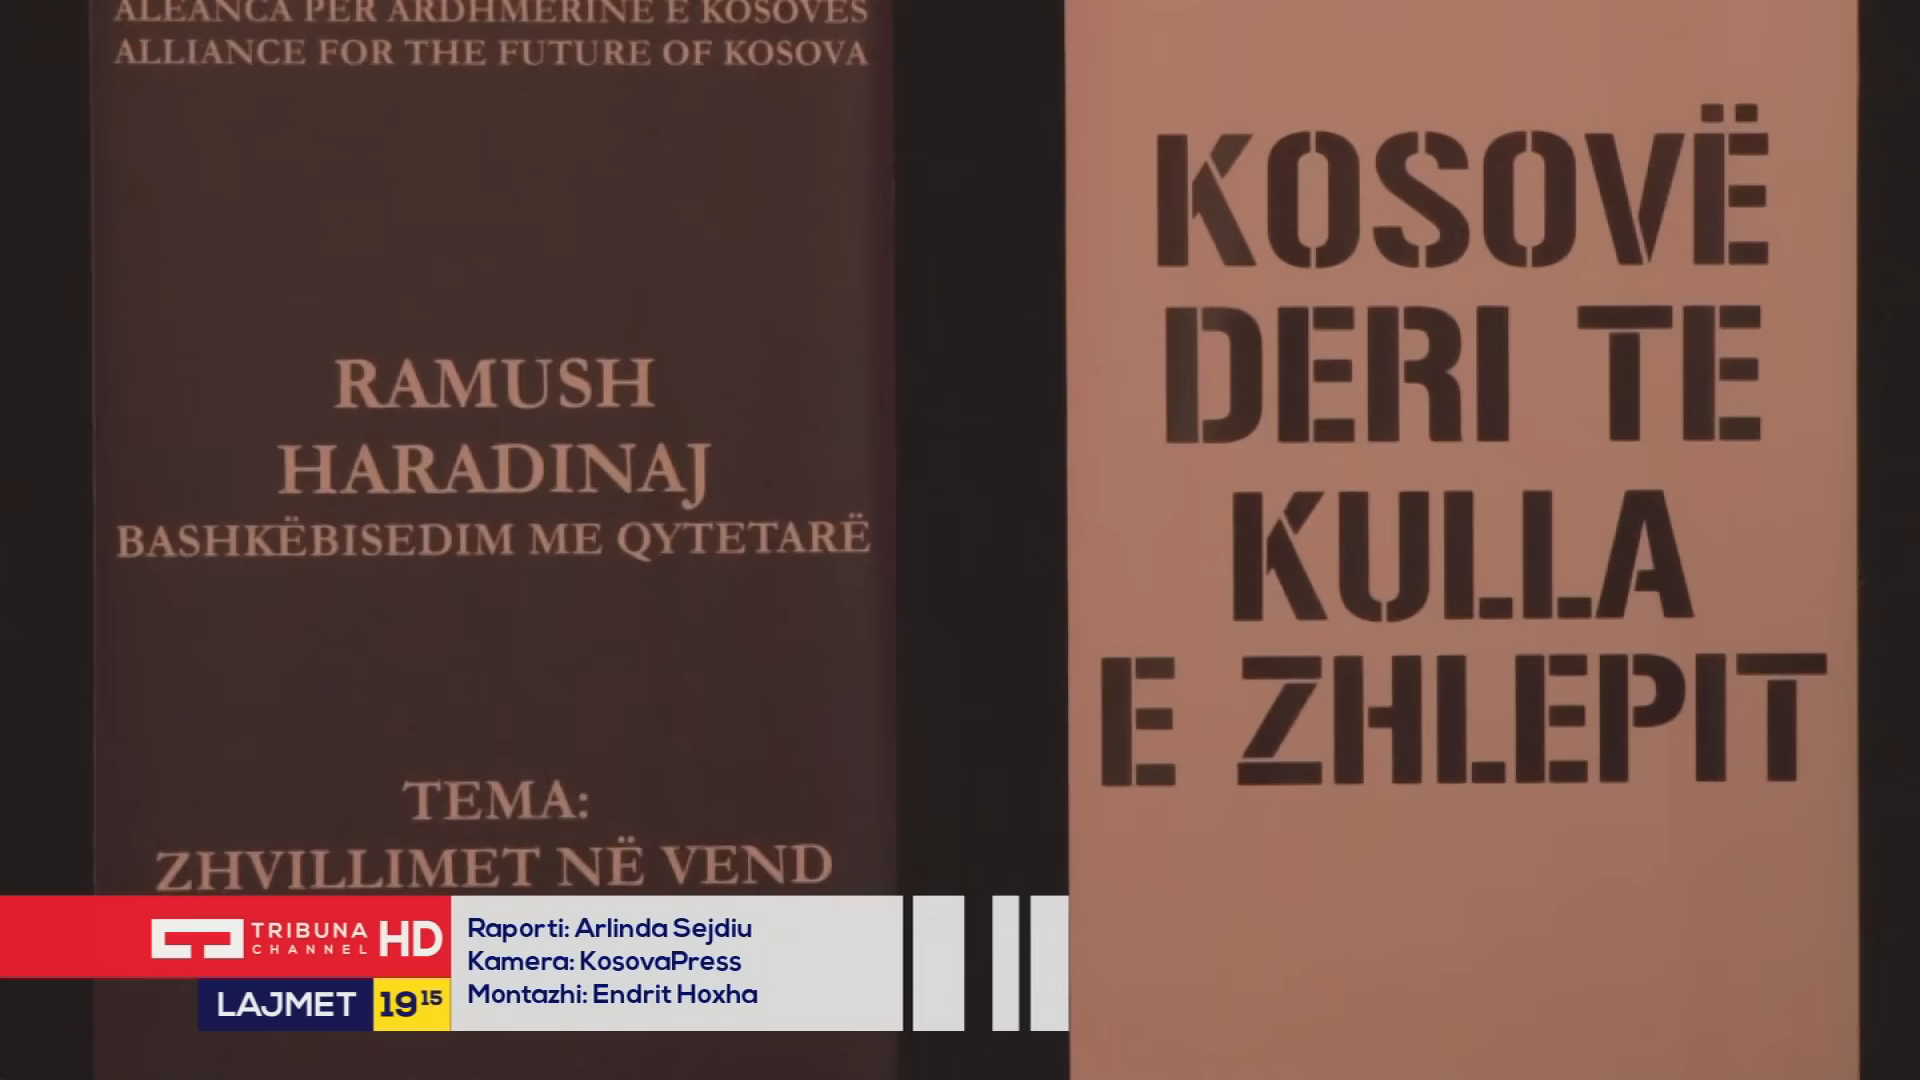 ALEANCA PËR ARDHMËRINË E KOSOVËS
ALLIANCE FOR THE FUTURE OF KOSOVA
RAMUSH
HARADINAJ
BASHKËBISEDIM ME QYTETARË
TEMA:
ZHVILLIMET NË VEND
KOSOVË
DERI TE
KULLA
E ZHLEPIT
TRIBUNA
CHANNEL
HD
LAJMET 19 15
Raporti: Arlinda Sejdiu
Kamera: KosovaPress
Montazhi: Endrit Hoxha